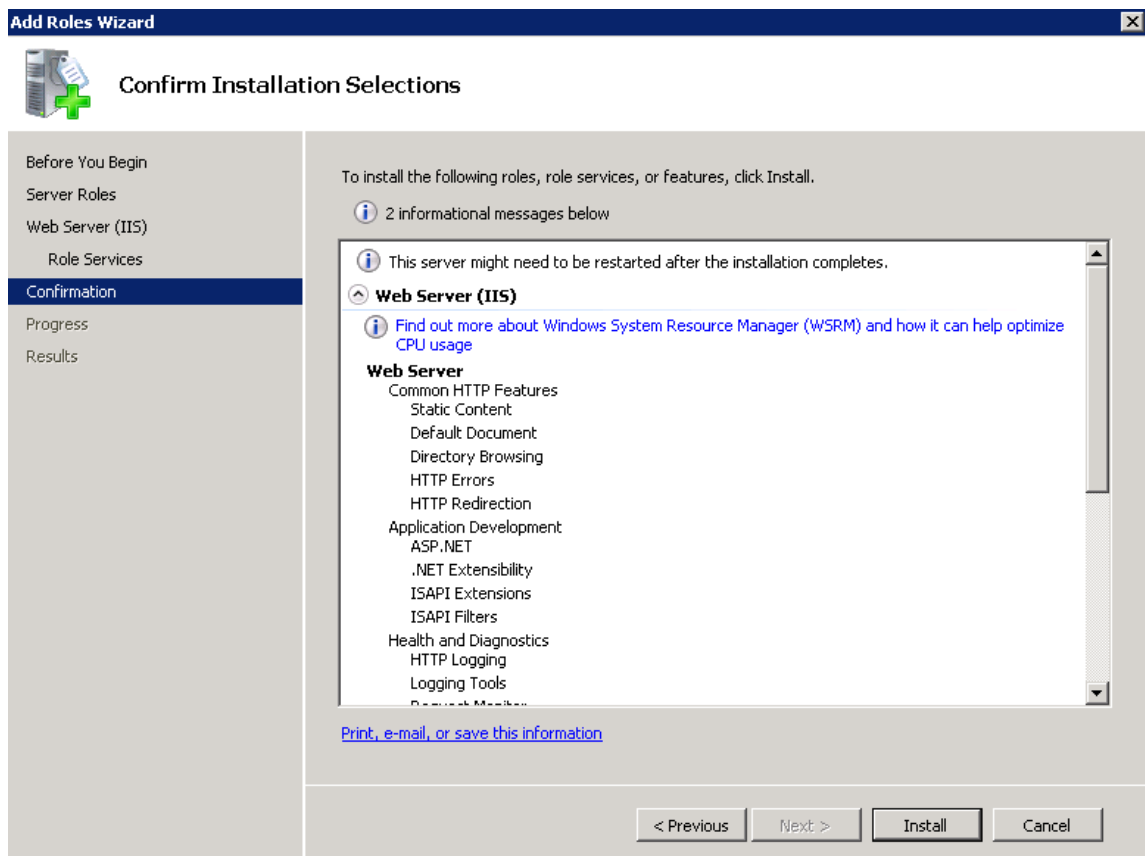 Add Roles Wizard
Confirm Installation Selections
Before You Begin
Server Roles
Web Server (IIS)
Role Services
Confirmation
Progress
Results
To install the following roles, role services, or features, click Install.
2 informational messages below
This server might need to be restarted after the installation completes.
Web Server (IIS)
Find out more about Windows System Resource Manager (WSRM) and how it can help optimize
CPU usage
Web Server
Common HTTP Features
Static Content
Default Document
Directory Browsing
HTTP Errors
HTTP Redirection
Application Development
ASP.NET
.NET Extensibility
ISAPI Extensions
ISAPI Filters
Health and Diagnostics
HTTP Logging
Logging Tools
Request Monitor
Print, e-mail, or save this information
< Previous
Next >
Install
Cancel